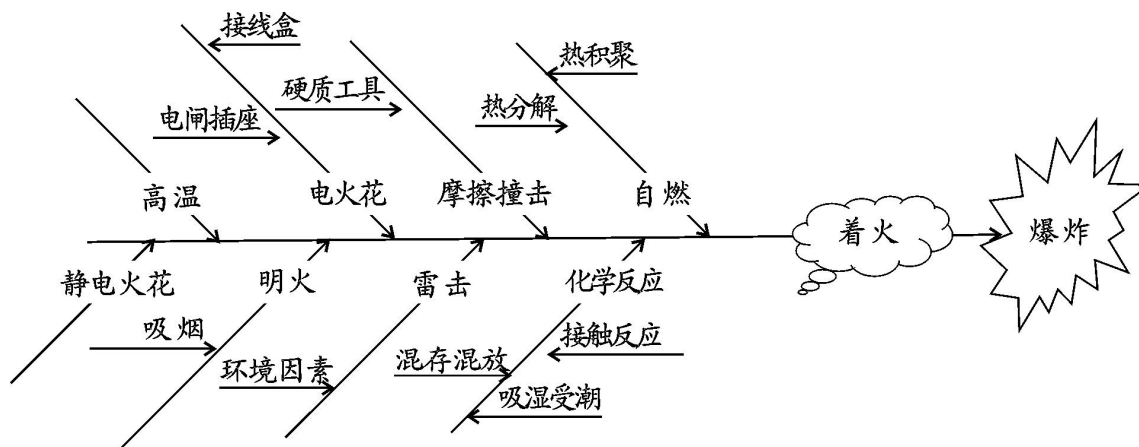 接线盒
热积聚
硬质工具
热分解
电闸插座
高温
电火花
摩擦撞击
自燃
着火
爆炸
静电火花
明火
雷击
化学反应
吸烟
接触反应
环境因素
混存混放
吸湿受潮